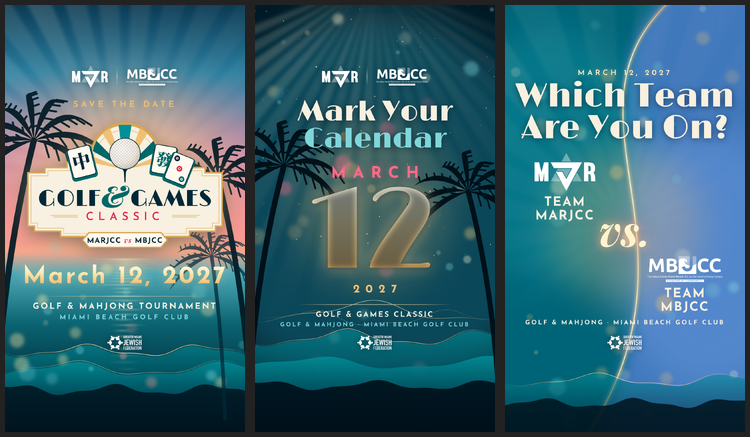 MJR
MBJCC
SAVE THE DATE
中
發
GOLF & GAMES
CLASSIC
MARJCC vs MBJCC
March 12, 2027
GOLF & MAHJONG TOURNAMENT
MIAMI BEACH GOLF CLUB
JEWISH
FEDERATION
MJR
MBJCC
Mark Your
Calendar
MARCH
12
2027
GOLF & GAMES CLASSIC
GOLF & MAHJONG · MIAMI BEACH GOLF CLUB
JEWISH
FEDERATION
MARCH 12, 2027
Which Team
Are You On?
MJR
TEAM
MARJCC
vs.
MBJCC
TEAM
MBJCC
GOLF & MAHJONG · MIAMI BEACH GOLF CLUB
JEWISH
FEDERATION